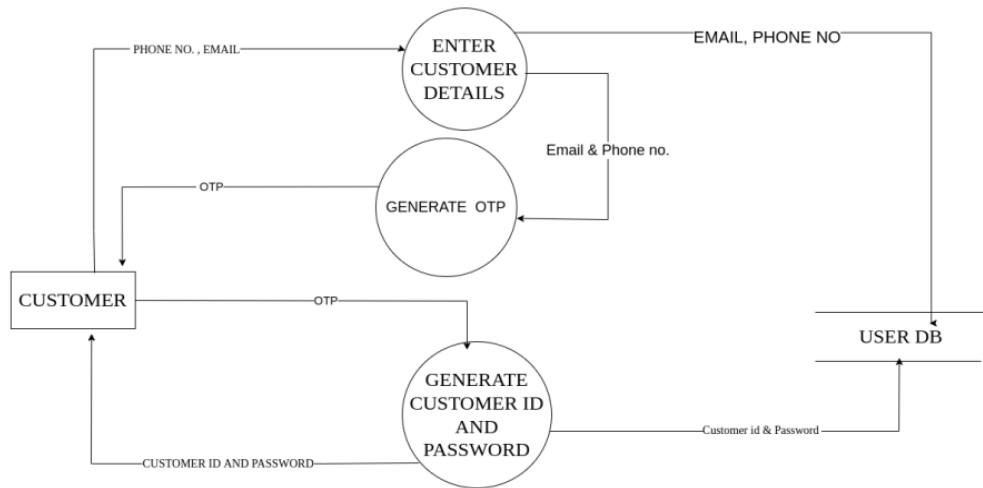 PHONE NO. , EMAIL
ENTER
CUSTOMER
DETAILS
EMAIL, PHONE NO
Email & Phone no.
OTP
GENERATE OTP
CUSTOMER
OTP
USER DB
GENERATE
CUSTOMER ID
AND
PASSWORD
Customer id & Password
CUSTOMER ID AND PASSWORD